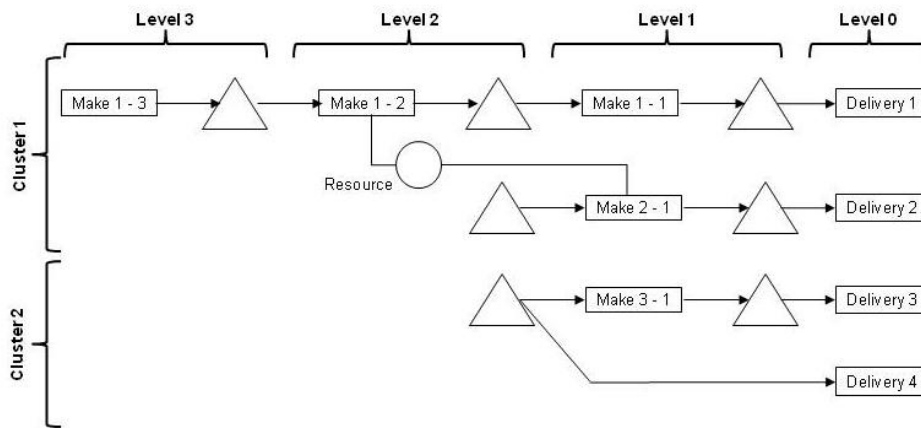 Level 3
Level 2
Level 1
Level 0
Cluster 1
Make 1 - 3
Make 1 - 2
Make 1 - 1
Delivery 1
Resource
Make 2 - 1
Delivery 2
Cluster 2
Make 3 - 1
Delivery 3
Delivery 4